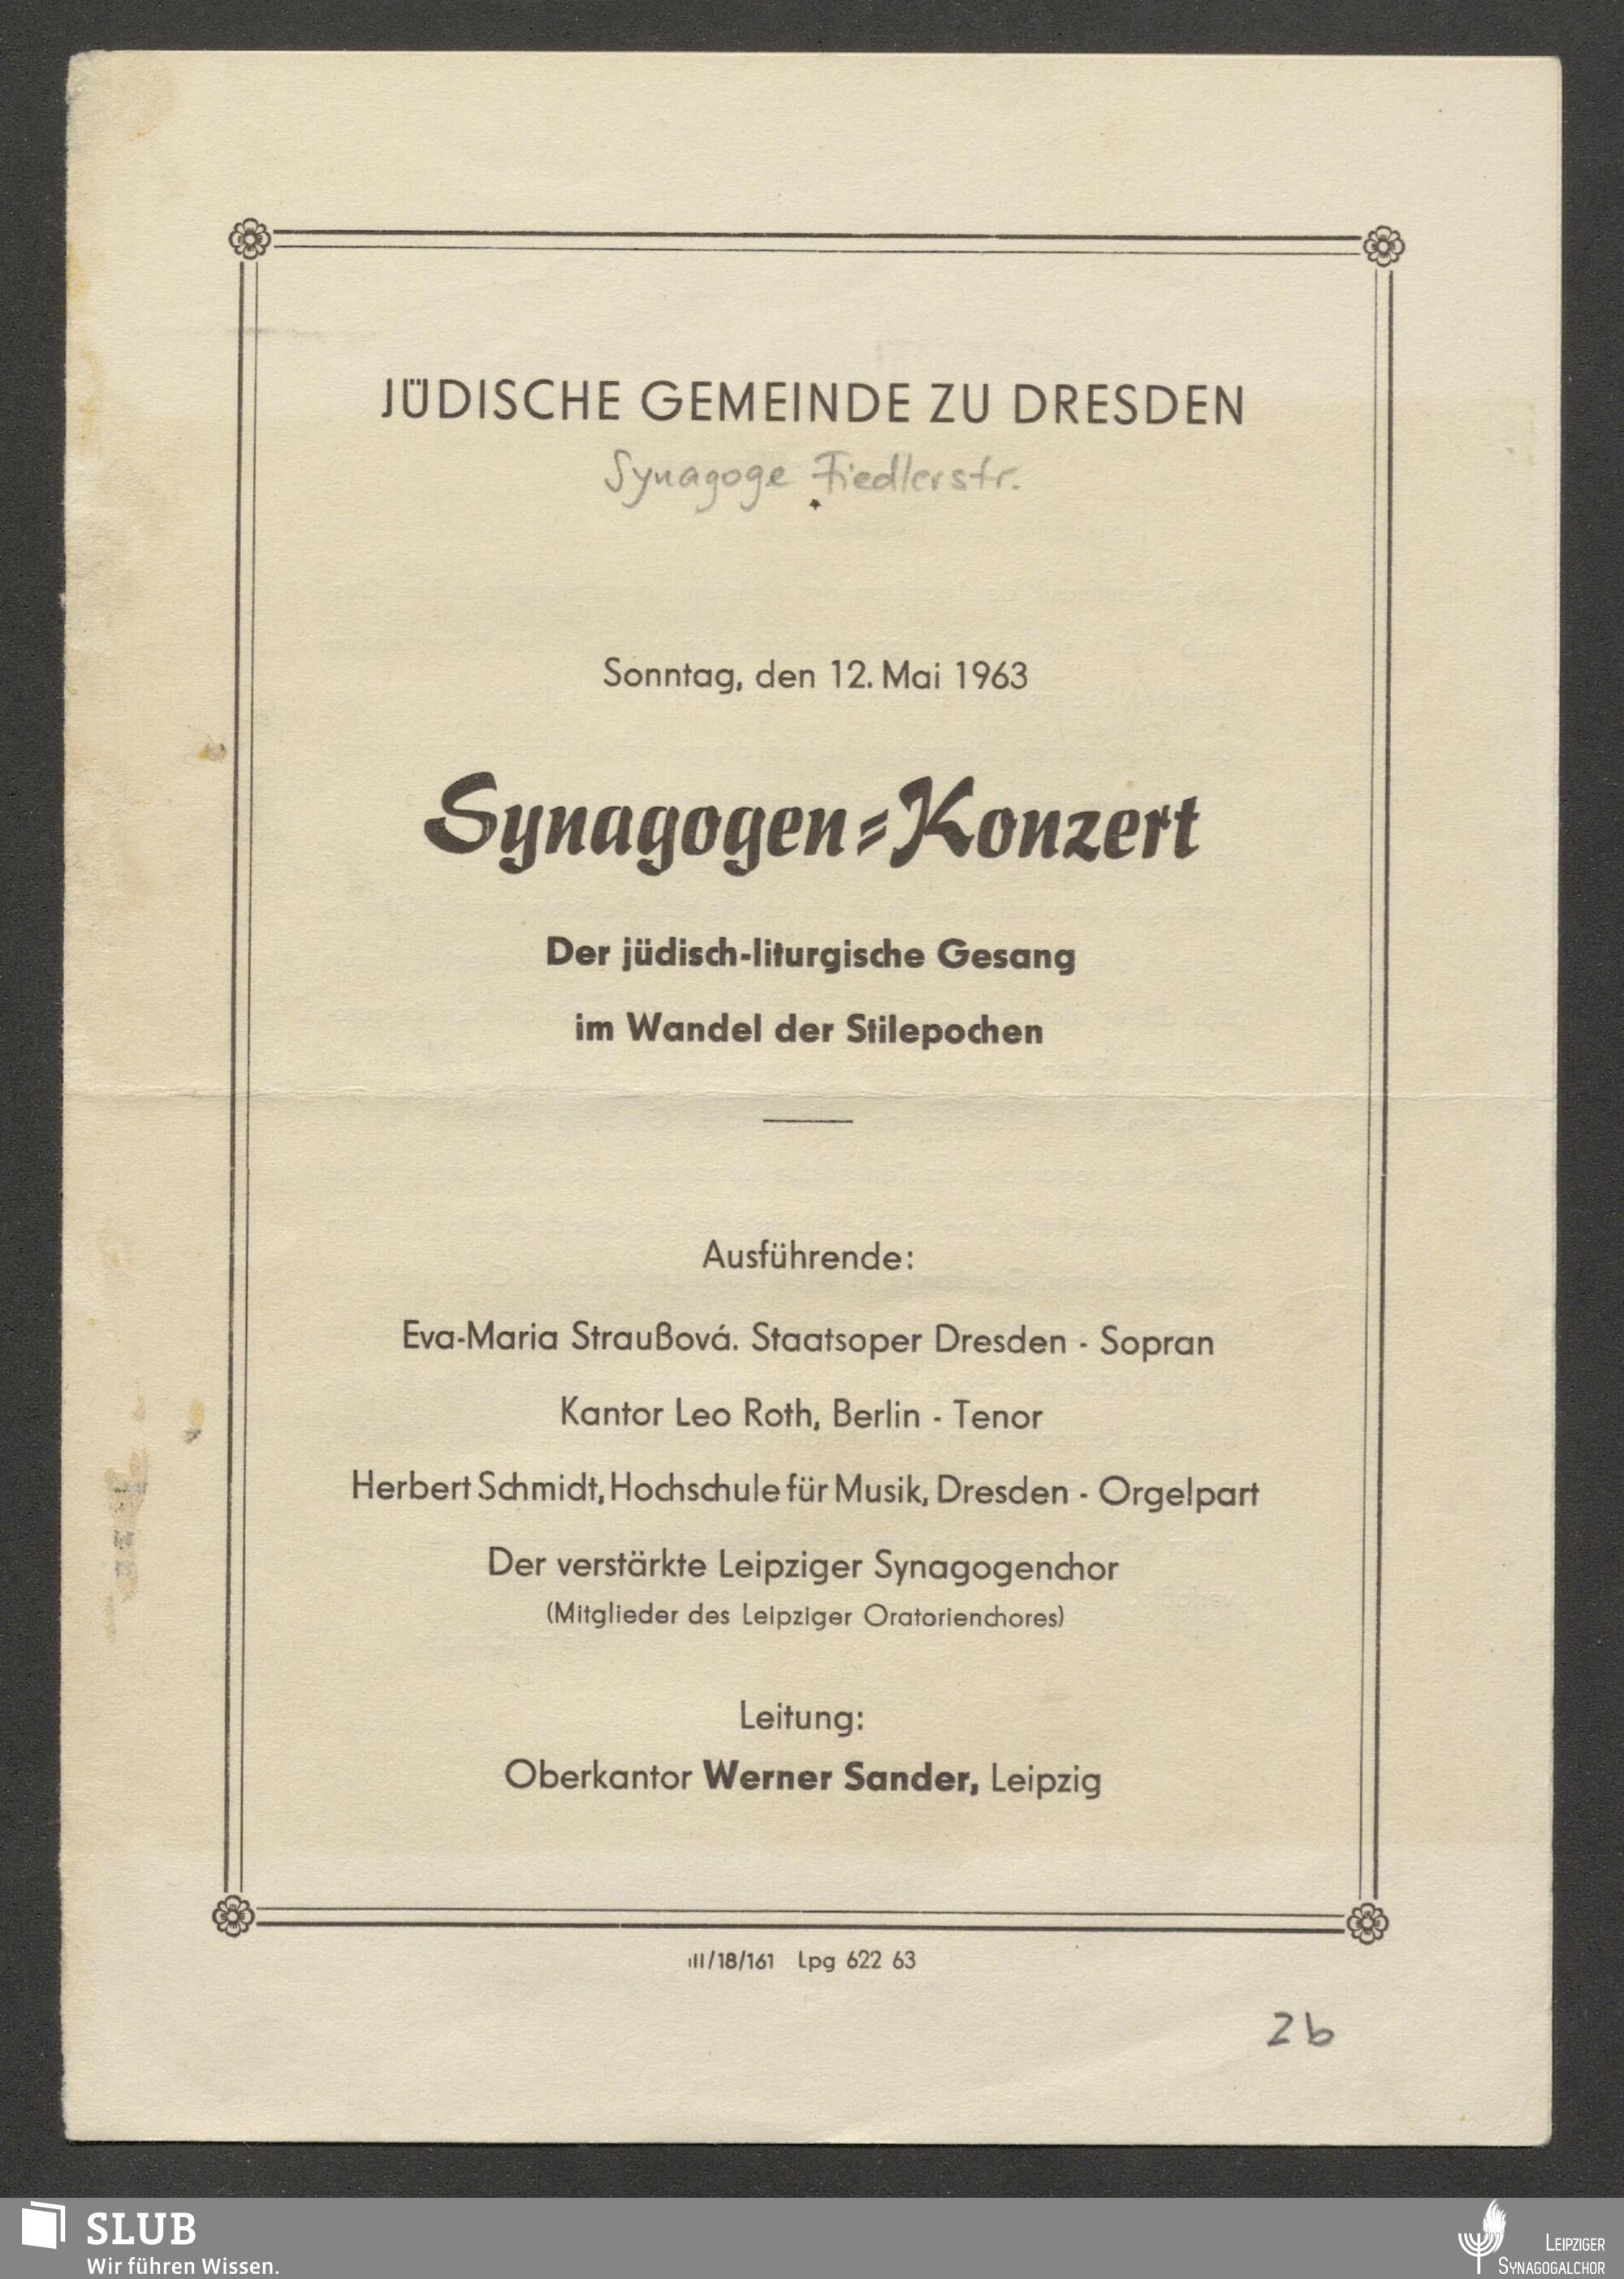 JÜDISCHE GEMEINDE ZU DRESDEN
Synagoge Fiedlerstr.
Sonntag, den 12. Mai 1963
Synagogen=Konzert
Der jüdisch-liturgische Gesang
im Wandel der Stilepochen
Ausführende:
Eva-Maria Straußová. Staatsoper Dresden - Sopran
Kantor Leo Roth, Berlin - Tenor
Herbert Schmidt, Hochschule für Musik, Dresden - Orgelpart
Der verstärkte Leipziger Synagogenchor
(Mitglieder des Leipziger Oratorienchores)
Leitung:
Oberkantor Werner Sander, Leipzig
III/18/161 Lpg 622 63
2b
SLUB
Wir führen Wissen.
LEIPZIGER
SYNAGOGALCHOR